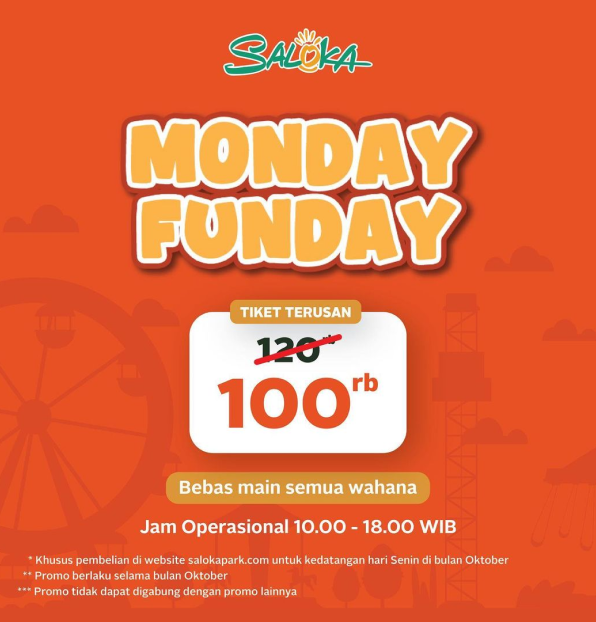 SALOKA
MONDAY
FUNDAY
TIKET TERUSAN
120rb
100rb
Bebas main semua wahana
Jam Operasional 10.00 - 18.00 WIB
* Khusus pembelian di website salokapark.com untuk kedatangan hari Senin di bulan Oktober
** Promo berlaku selama bulan Oktober
*** Promo tidak dapat digabung dengan promo lainnya